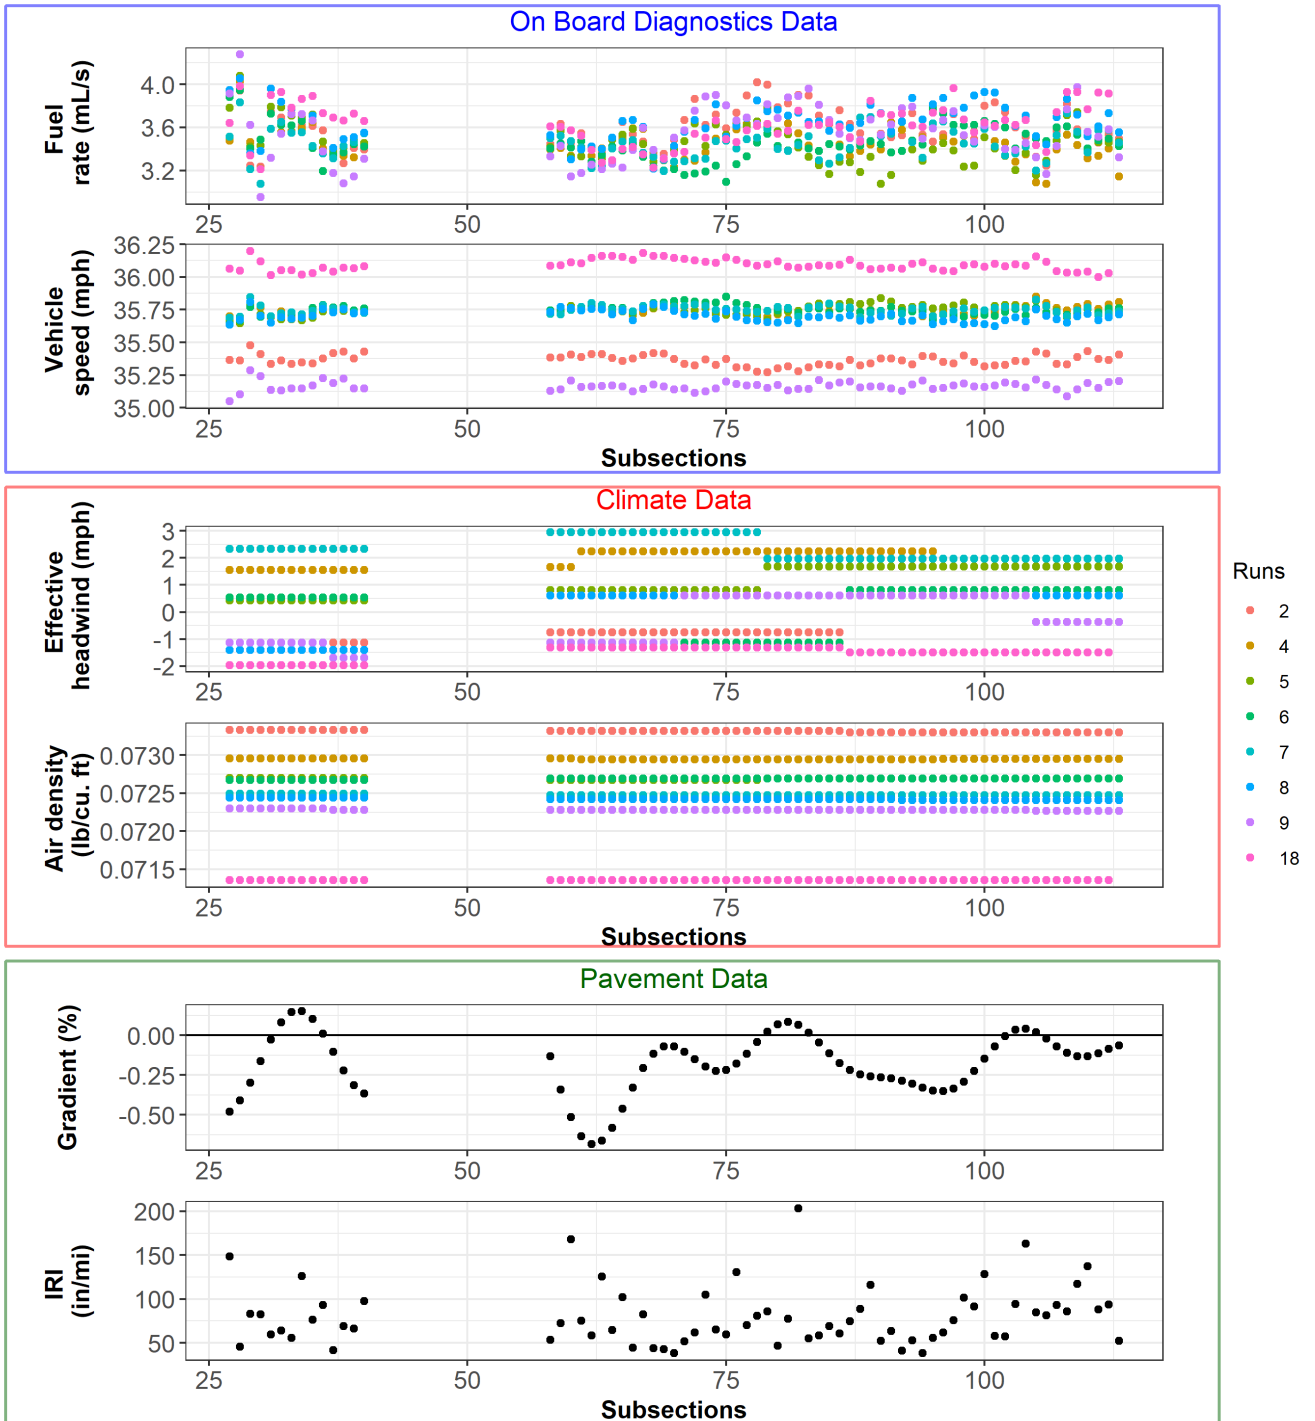 On Board Diagnostics Data
Fuel
rate (mL/s)
4.0
3.6
3.2
25 50 75 100
Vehicle
speed (mph)
36.25
36.00
35.75
35.50
35.25
35.00
25 50 75 100
Subsections
Climate Data
Effective
headwind (mph)
3
2
1
0
-1
-2
25 50 75 100
Air density
(lb/cu. ft)
0.0730
0.0725
0.0720
0.0715
25 50 75 100
Subsections
Runs
2
4
5
6
7
8
9
18
Pavement Data
Gradient (%)
0.00
-0.25
-0.50
25 50 75 100
IRI
(in/mi)
200
150
100
50
25 50 75 100
Subsections